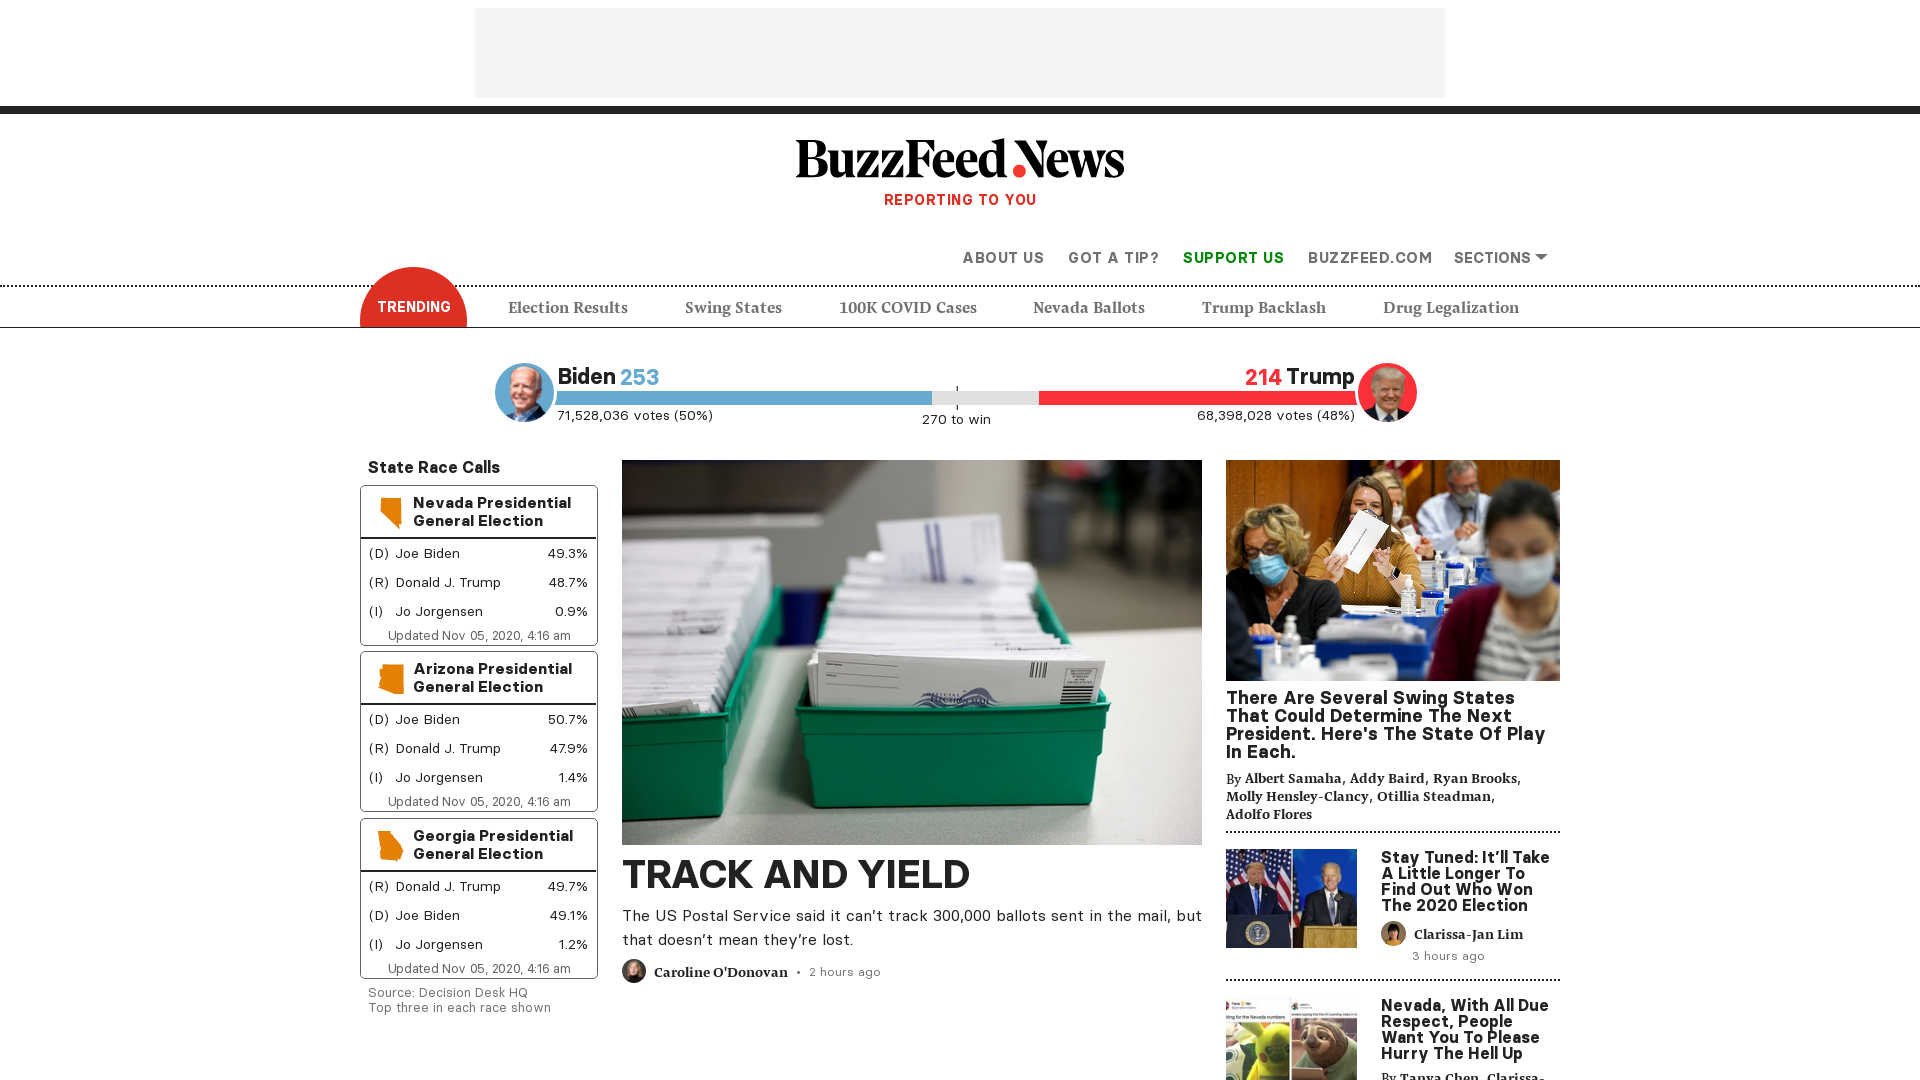 BuzzFeed News
REPORTING TO YOU
ABOUT US GOT A TIP? SUPPORT US BUZZFEED.COM SECTIONS
TRENDING Election Results Swing States 100K COVID Cases Nevada Ballots Trump Backlash Drug Legalization
Biden 253 214 Trump
71,528,036 votes (50%) 270 to win 68,398,028 votes (48%)
State Race Calls
Nevada Presidential
General Election
(D) Joe Biden 49.3%
(R) Donald J. Trump 48.7%
(I) Jo Jorgensen 0.9%
Updated Nov 05, 2020, 4:16 am
Arizona Presidential
General Election
(D) Joe Biden 50.7%
(R) Donald J. Trump 47.9%
(I) Jo Jorgensen 1.4%
Updated Nov 05, 2020, 4:16 am
Georgia Presidential
General Election
(R) Donald J. Trump 49.7%
(D) Joe Biden 49.1%
(I) Jo Jorgensen 1.2%
Updated Nov 05, 2020, 4:16 am
Source: Decision Desk HQ
Top three in each race shown
TRACK AND YIELD
The US Postal Service said it can’t track 300,000 ballots sent in the mail, but
that doesn’t mean they’re lost.
Caroline O'Donovan • 2 hours ago
There Are Several Swing States
That Could Determine The Next
President. Here's The State Of Play
In Each.
By Albert Samaha, Addy Baird, Ryan Brooks,
Molly Hensley-Clancy, Otillia Steadman,
Adolfo Flores
Stay Tuned: It’ll Take
A Little Longer To
Find Out Who Won
The 2020 Election
Clarissa-Jan Lim
3 hours ago
Nevada, With All Due
Respect, People
Want You To Please
Hurry The Hell Up
By Tanya Chen, Clarissa-